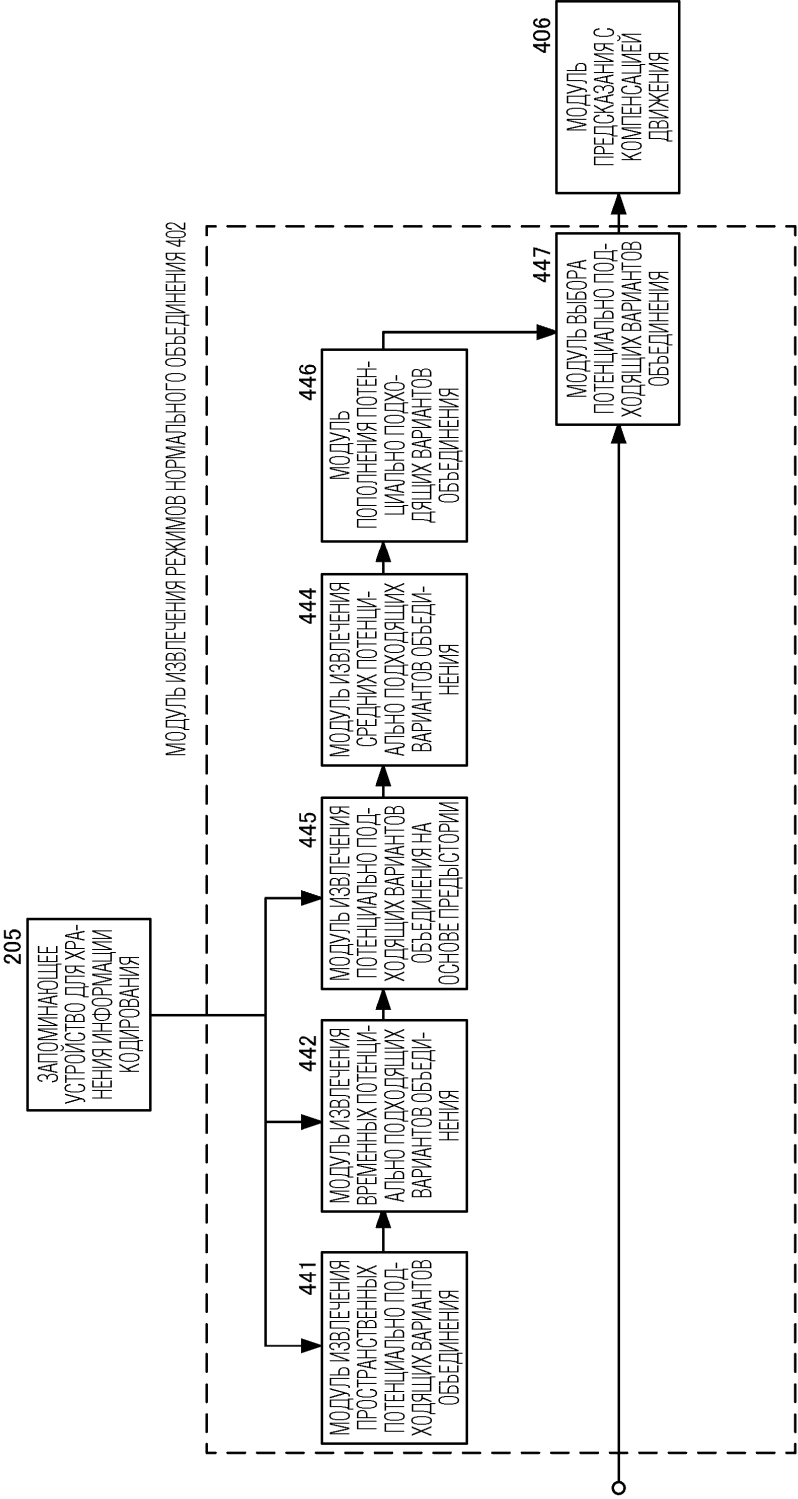 205
ЗАПОМИНАЮЩЕЕ
УСТРОЙСТВО ДЛЯ ХРА-
НЕНИЯ ИНФОРМАЦИИ
КОДИРОВАНИЯ
МОДУЛЬ ИЗВЛЕЧЕНИЯ РЕЖИМОВ НОРМАЛЬНОГО ОБЪЕДИНЕНИЯ 402
441
МОДУЛЬ ИЗВЛЕЧЕНИЯ
ПРОСТРАНСТВЕННЫХ
ПОТЕНЦИАЛЬНО ПОД-
ХОДЯЩИХ ВАРИАНТОВ
ОБЪЕДИНЕНИЯ
442
МОДУЛЬ ИЗВЛЕЧЕНИЯ
ВРЕМЕННЫХ ПОТЕНЦИ-
АЛЬНО ПОДХОДЯЩИХ
ВАРИАНТОВ ОБЪЕДИ-
НЕНИЯ
445
МОДУЛЬ ИЗВЛЕЧЕНИЯ
ПОТЕНЦИАЛЬНО ПОД-
ХОДЯЩИХ ВАРИАНТОВ
ОБЪЕДИНЕНИЯ НА
ОСНОВЕ ПРЕДЫСТОРИИ
444
МОДУЛЬ ИЗВЛЕЧЕНИЯ
СРЕДНИХ ПОТЕНЦИ-
АЛЬНО ПОДХОДЯЩИХ
ВАРИАНТОВ ОБЪЕДИ-
НЕНИЯ
446
МОДУЛЬ
ПОПОЛНЕНИЯ ПОТЕН-
ЦИАЛЬНО ПОДХО-
ДЯЩИХ ВАРИАНТОВ
ОБЪЕДИНЕНИЯ
447
МОДУЛЬ ВЫБОРА
ПОТЕНЦИАЛЬНО ПОД-
ХОДЯЩИХ ВАРИАНТОВ
ОБЪЕДИНЕНИЯ
406
МОДУЛЬ
ПРЕДСКАЗАНИЯ С
КОМПЕНСАЦИЕЙ
ДВИЖЕНИЯ